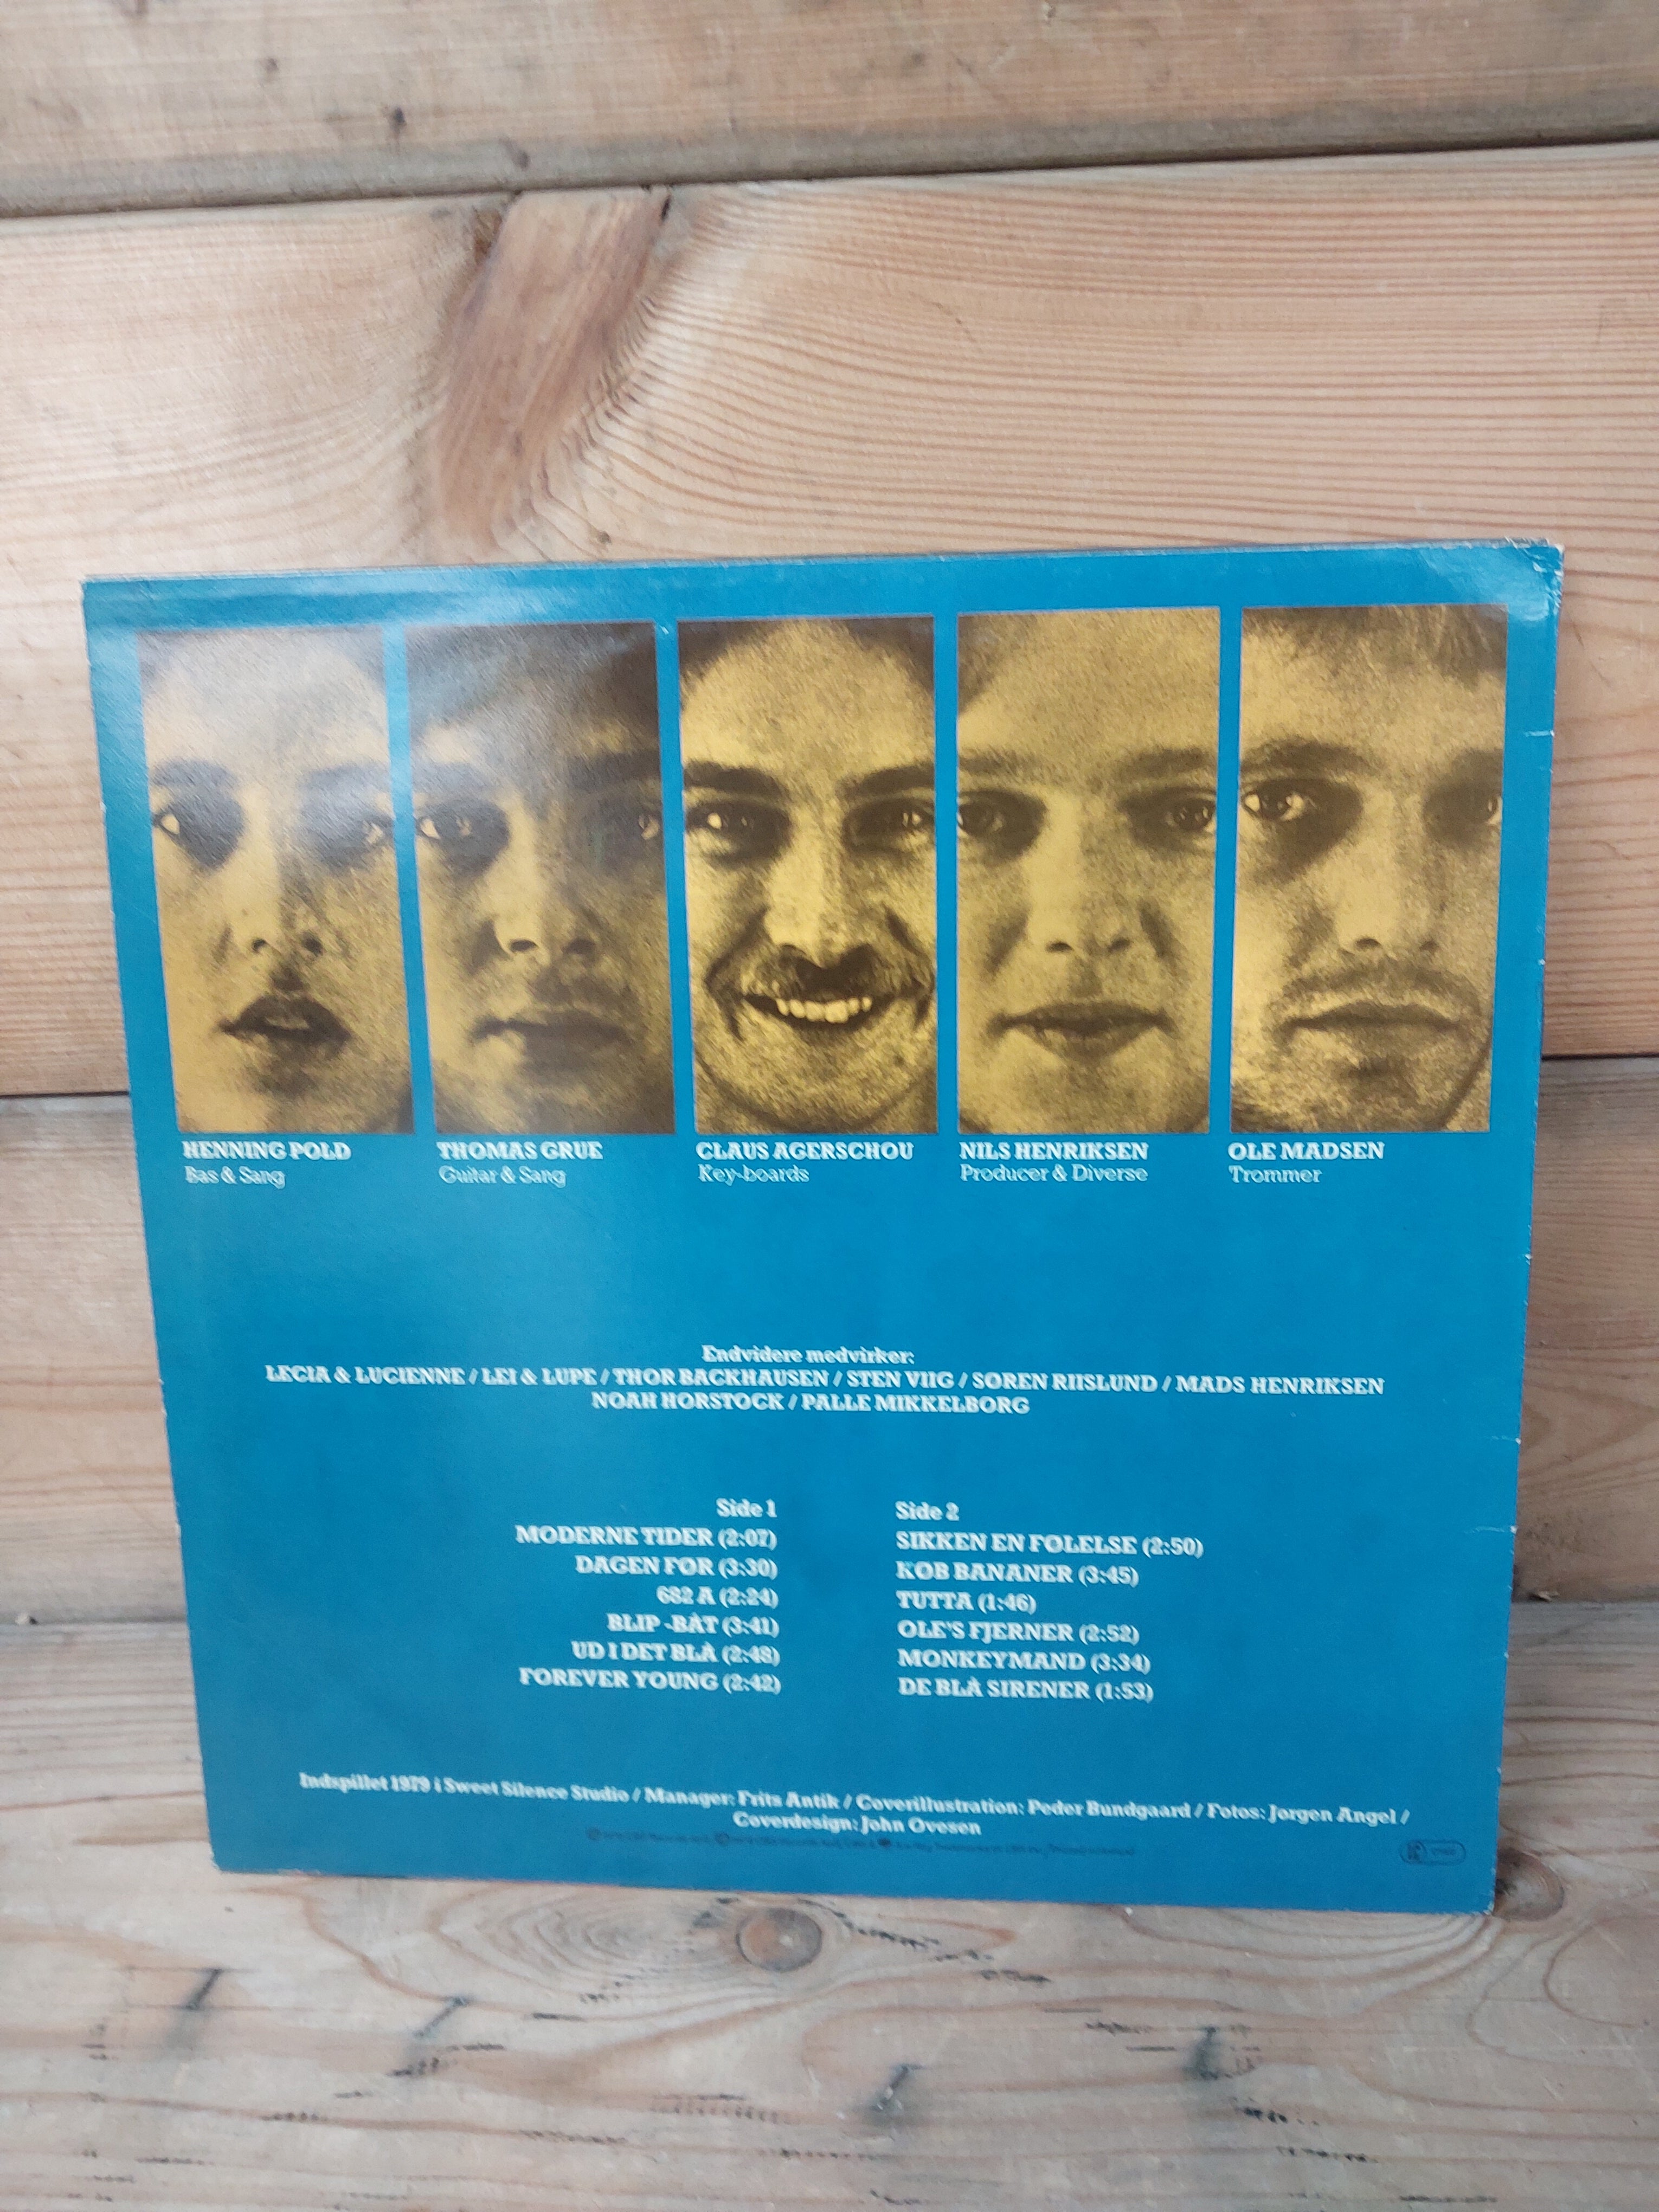 HENNING POLD
Bas & Sang
THOMAS GRUE
Guitar & Sang
CLAUS AGERSCHOU
Key-boards
NILS HENRIKSEN
Producer & Diverse
OLE MADSEN
Trommer
Endvidere medvirker:
LECIA & LUCIENNE / LEI & LUPE / THOR BACKHAUSEN / STEN VIIG / SØREN RIISLUND / MADS HENRIKSEN
NOAH HORSTOCK / PALLE MIKKELBORG
Side 1
MODERNE TIDER (2:07)
DAGEN FØR (3:30)
682 A (2:24)
BLIP-BÅT (3:41)
UD I DET BLÅ (2:48)
FOREVER YOUNG (2:42)
Side 2
SIKKEN EN FØLELSE (2:50)
KØB BANANER (3:45)
TUTTA (1:46)
OLE'S FJERNER (2:52)
MONKEYMAND (3:34)
DE BLÅ SIRENER (1:53)
Indspillet 1979 i Sweet Silence Studio / Manager: Frits Antik / Coverillustration: Peder Bundgaard / Fotos: Jørgen Angel /
Coverdesign: John Ovesen